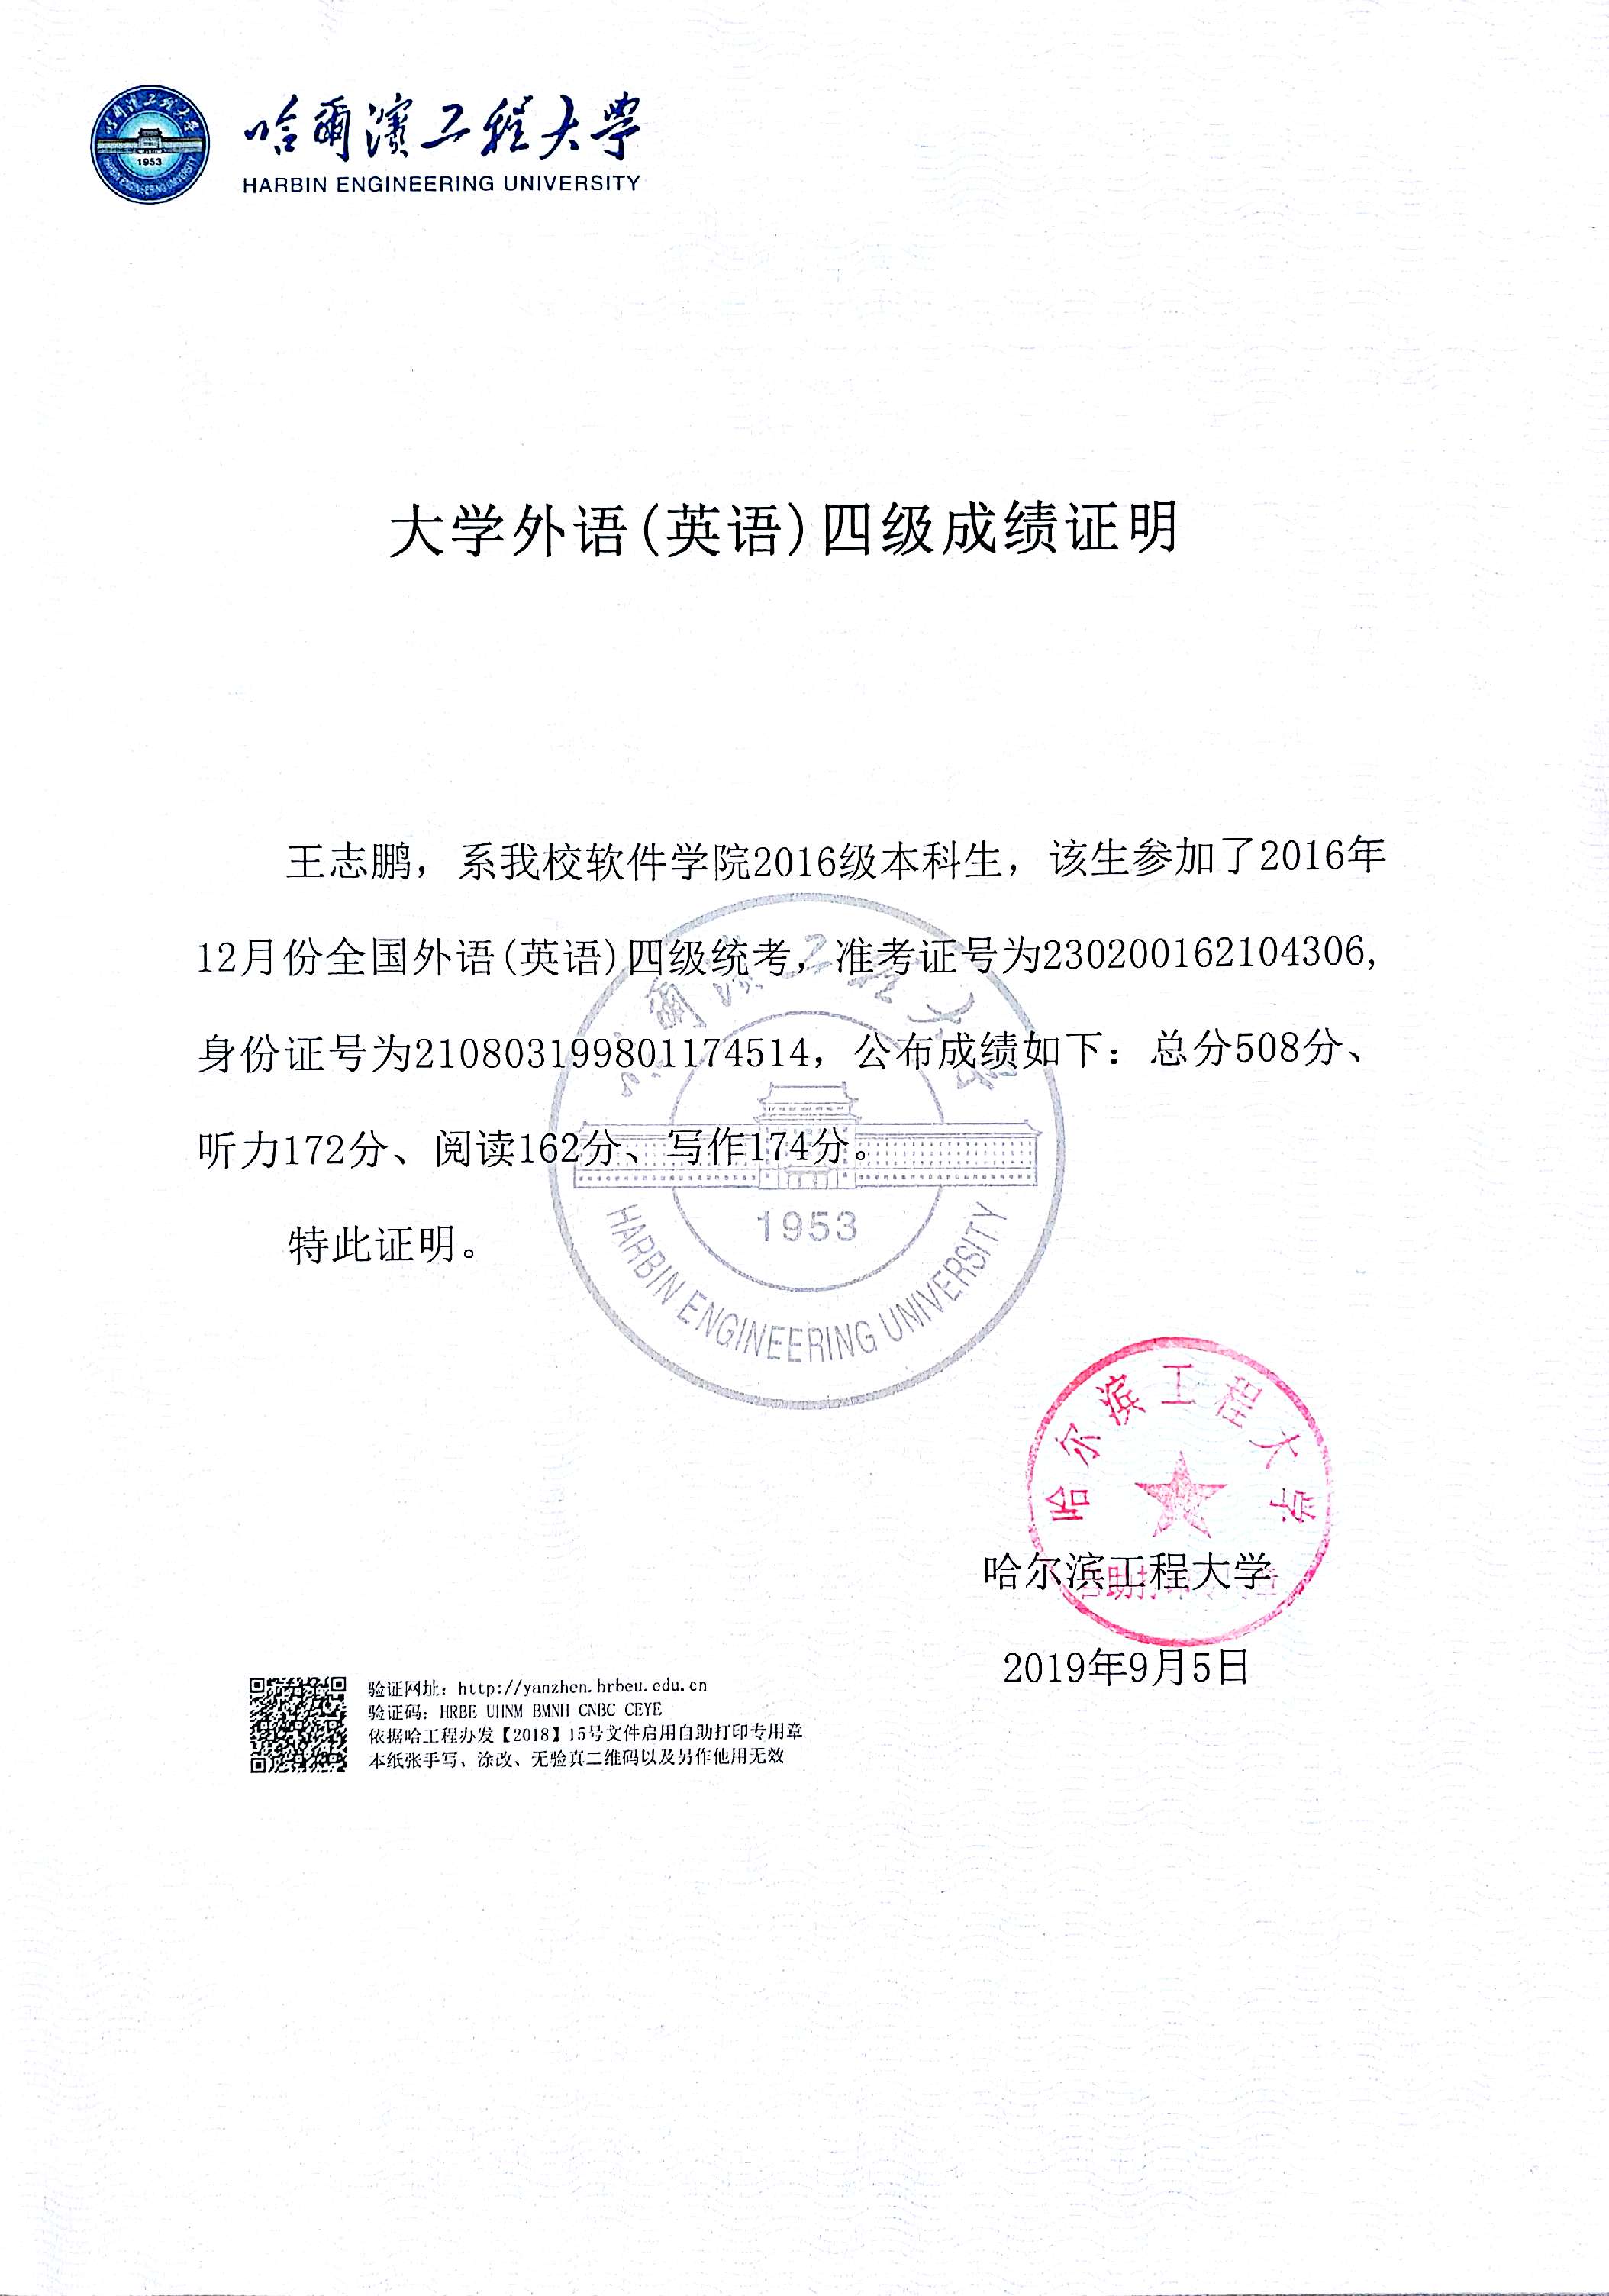 哈爾濱工程大學
HARBIN ENGINEERING UNIVERSITY
大学外语(英语)四级成绩证明
王志鹏，系我校软件学院2016级本科生，该生参加了2016年
12月份全国外语(英语)四级统考，准考证号为230200162104306，
身份证号为210803199801174514，公布成绩如下：总分508分、
听力172分、阅读162分、写作174分。
特此证明。
1953
HARBIN ENGINEERING UNIVERSITY
哈尔滨工程大学
哈尔滨工程大学
2019年9月5日
验证网址：http://yanzhen.hrbeu.edu.cn
验证码：HRBE UHNM BMNH CNBC CEYE
依据哈工程办发【2018】15号文件启用自助打印专用章
本纸张手写、涂改、无验真二维码以及另作他用无效